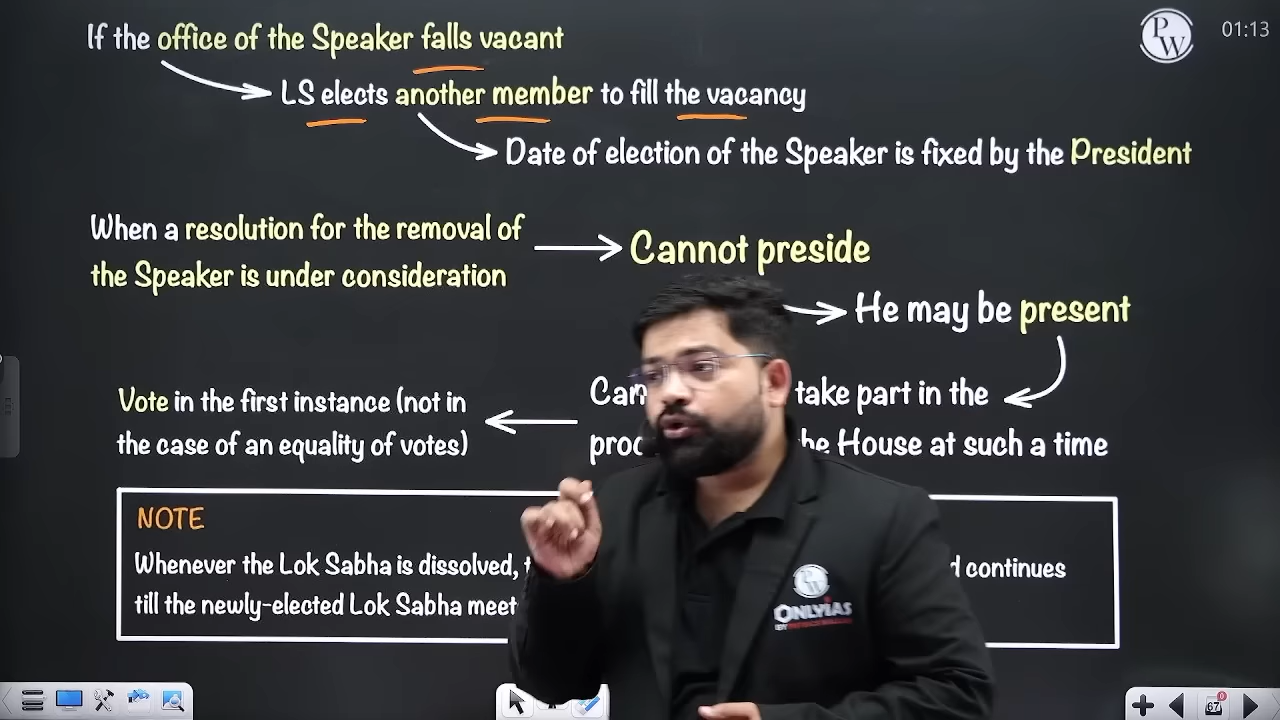 If the office of the Speaker falls vacant
PW
01:13
LS elects another member to fill the vacancy
Date of election of the Speaker is fixed by the President
When a resolution for the removal of
the Speaker is under consideration
Cannot preside
He may be present
take part in the
House at such a time
Vote in the first instance (not in
the case of an equality of votes)
NOTE
Whenever the Lok Sabha is dissolved,
continues
till the newly-elected Lok Sabha
PW
ONLYIAS
67